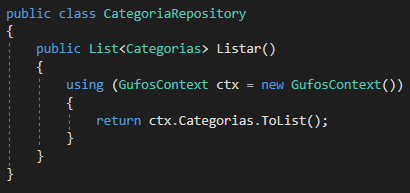 public class CategoriaRepository
{
    public List<Categorias> Listar()
    {
        using (GufosContext ctx = new GufosContext())
        {
            return ctx.Categorias.ToList();
        }
    }
}